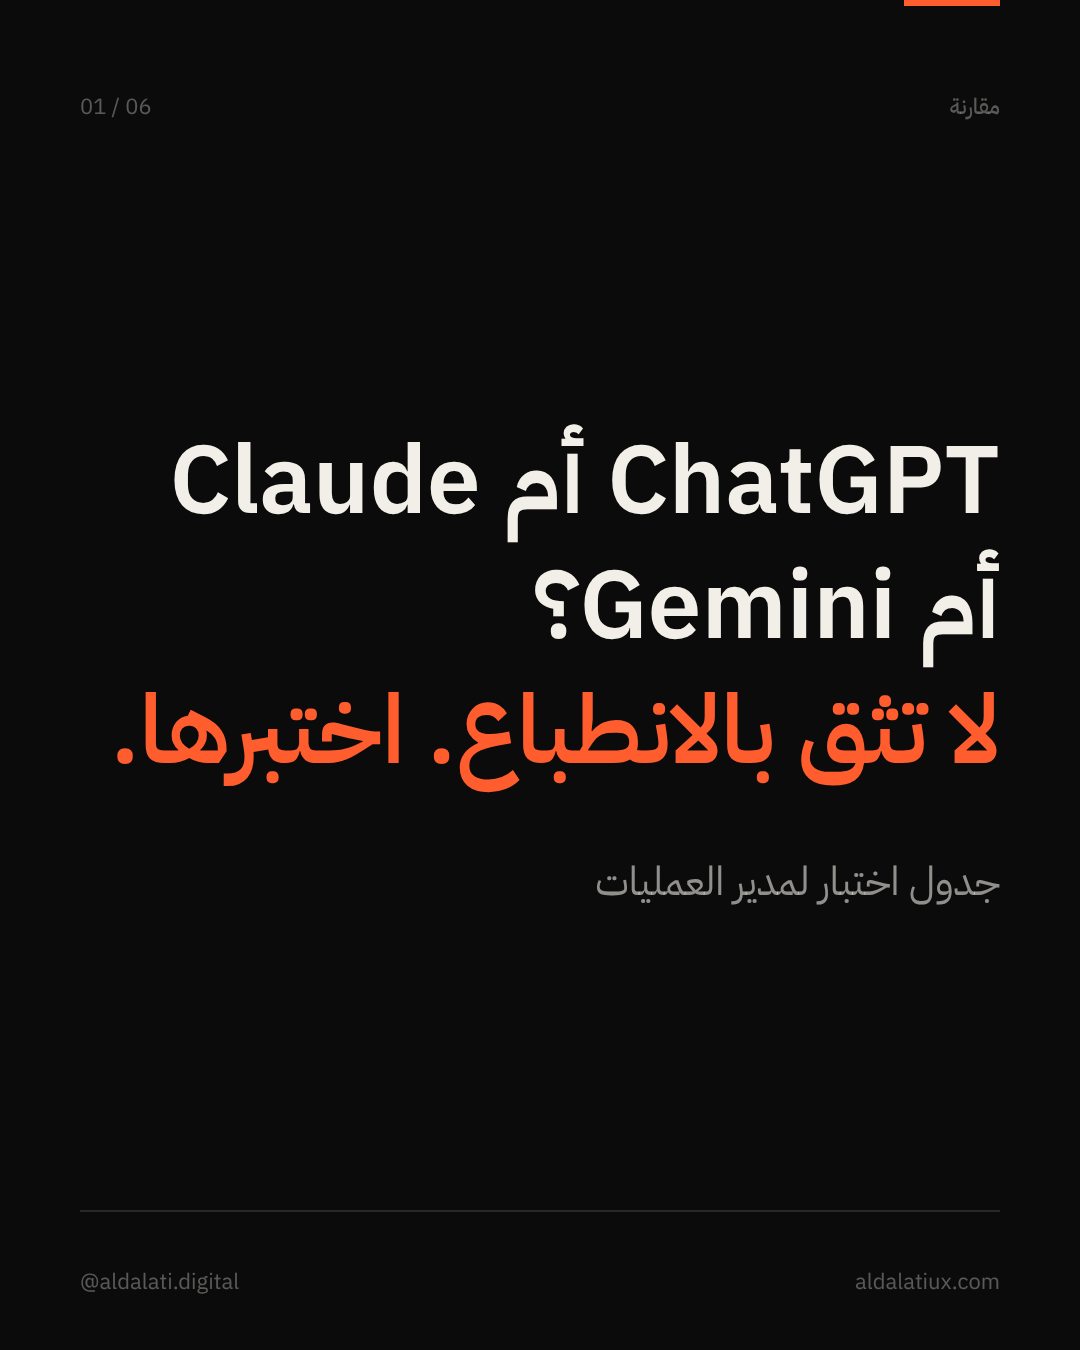 مقارنة
01 / 06
ChatGPT أم Claude
أم Gemini؟
لا تثق بالانطباع. اختبرها.
جدول اختبار لمدير العمليات
aldalatiux.com
@aldalati.digital